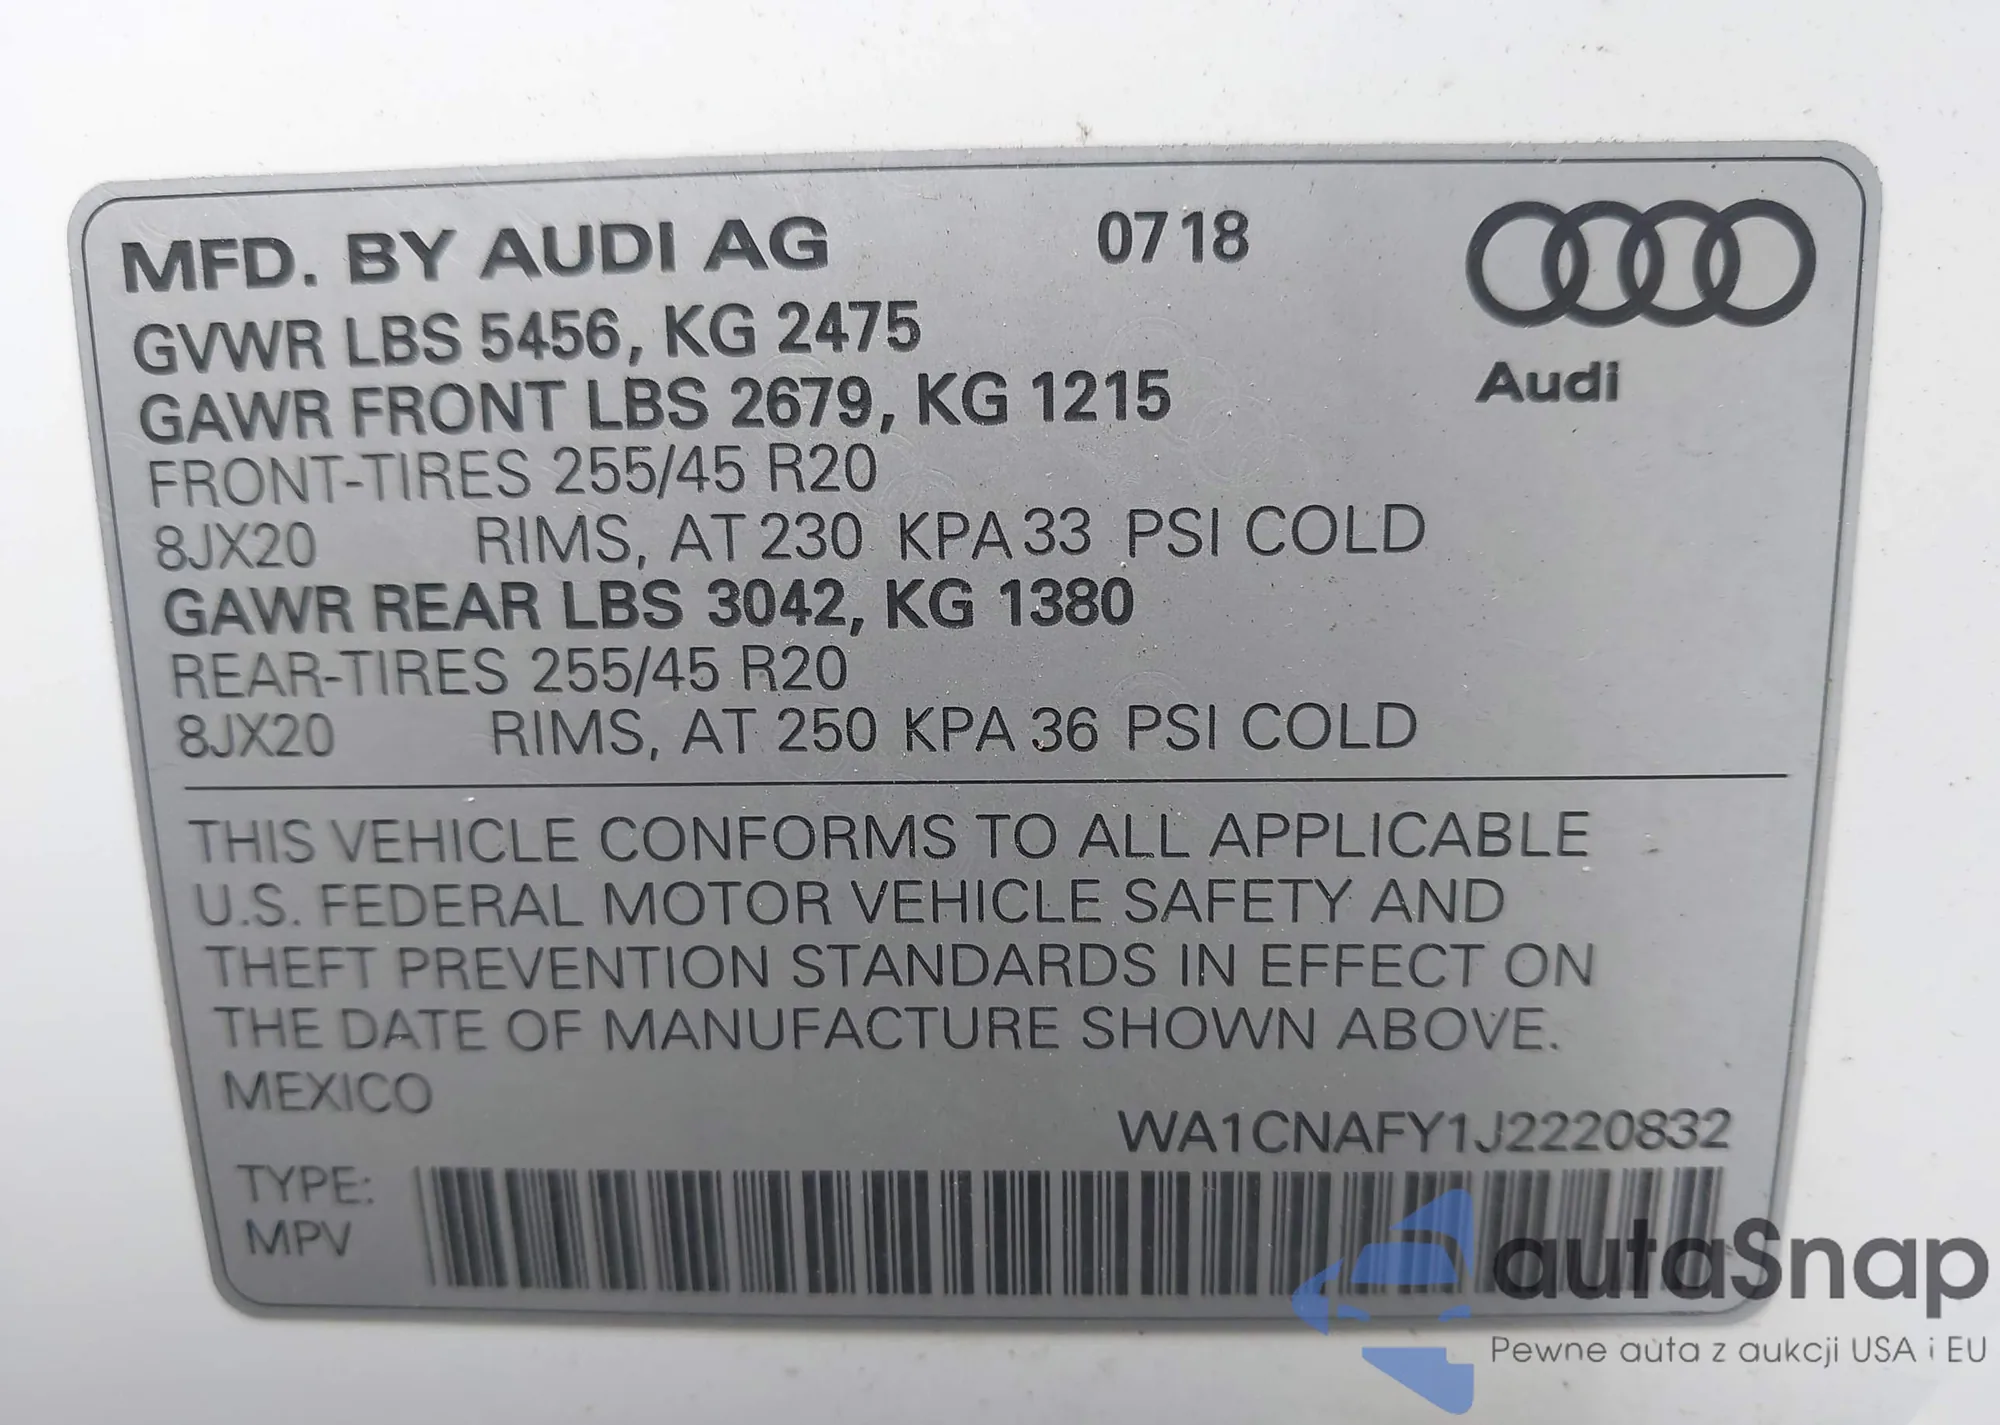 MFD. BY AUDI AG 0718
GVWR LBS 5456, KG 2475
GAWR FRONT LBS 2679, KG 1215
Audi
FRONT-TIRES 255/45 R20
8JX20 RIMS, AT 230 KPA 33 PSI COLD
GAWR REAR LBS 3042, KG 1380
REAR-TIRES 255/45 R20
8JX20 RIMS, AT 250 KPA 36 PSI COLD
THIS VEHICLE CONFORMS TO ALL APPLICABLE
U.S. FEDERAL MOTOR VEHICLE SAFETY AND
THEFT PREVENTION STANDARDS IN EFFECT ON
THE DATE OF MANUFACTURE SHOWN ABOVE.
MEXICO
WA1CNAFY1J2220832
TYPE:
MPV
autaSnap
Pewne auta z aukcji USA i EU